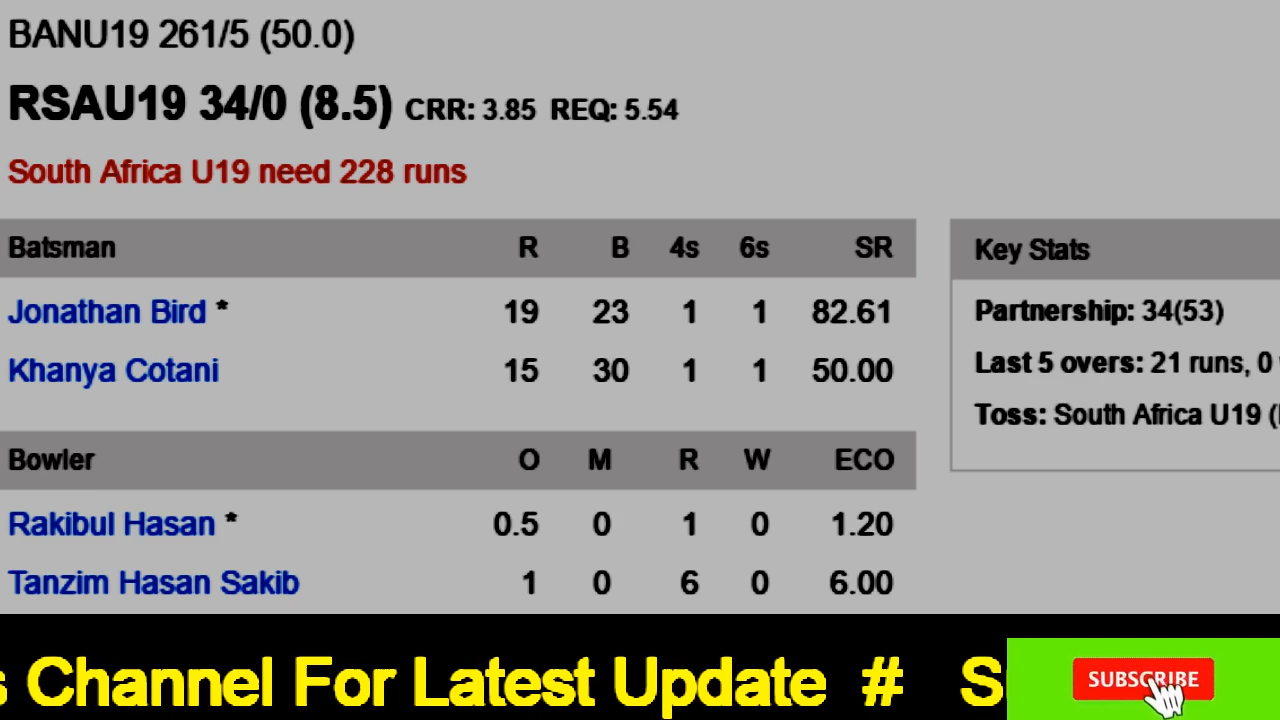 BANU19 261/5 (50.0)
RSAU19 34/0 (8.5) CRR: 3.85 REQ: 5.54
South Africa U19 need 228 runs
Batsman R B 4s 6s SR
Jonathan Bird * 19 23 1 1 82.61
Khanya Cotani 15 30 1 1 50.00
Bowler O M R W ECO
Rakibul Hasan * 0.5 0 1 0 1.20
Tanzim Hasan Sakib 1 0 6 0 6.00
Key Stats
Partnership: 34(53)
Last 5 overs: 21 runs, 0
Toss: South Africa U19 (
s Channel For Latest Update # S
SUBSCRIBE